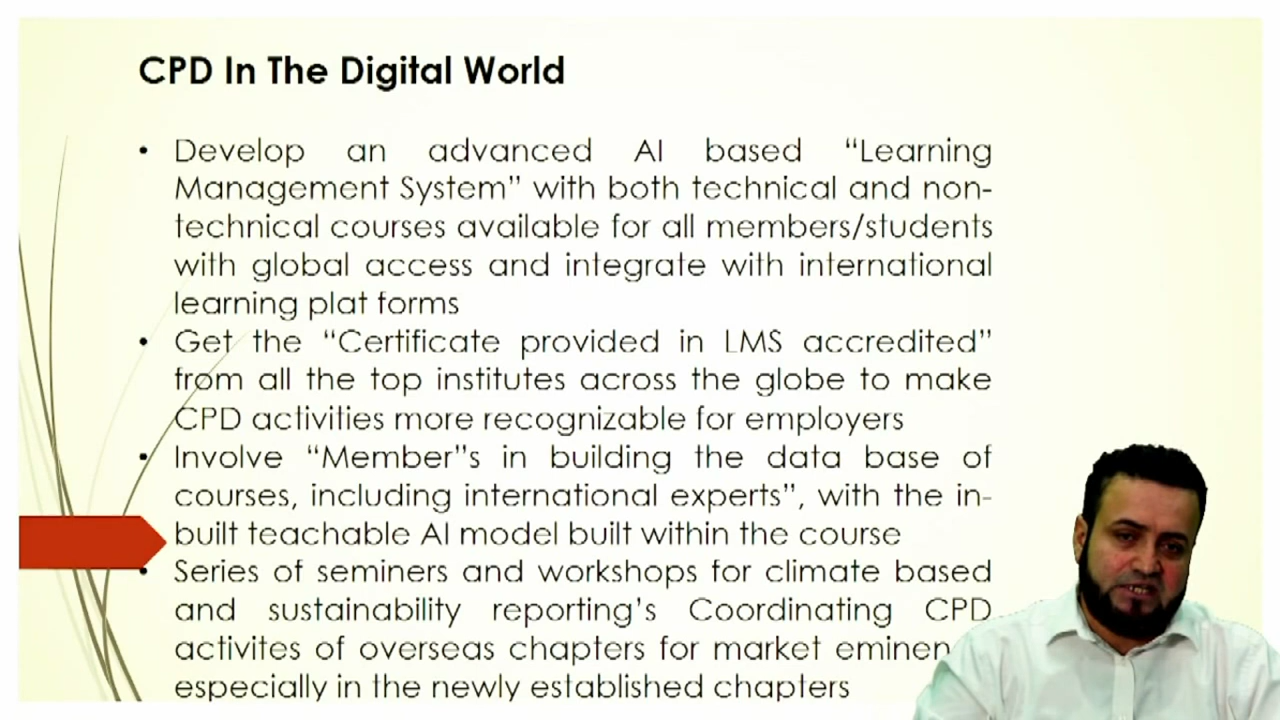 CPD In The Digital World
• Develop an advanced AI based “Learning
Management System” with both technical and non-
technical courses available for all members/students
with global access and integrate with international
learning plat forms
• Get the “Certificate provided in LMS accredited”
from all the top institutes across the globe to make
CPD activities more recognizable for employers
• Involve “Member”s in building the data base of
courses, including international experts”, with the in-
built teachable AI model built within the course
• Series of seminers and workshops for climate based
and sustainability reporting’s Coordinating CPD
activites of overseas chapters for market
especially in the newly established chapters